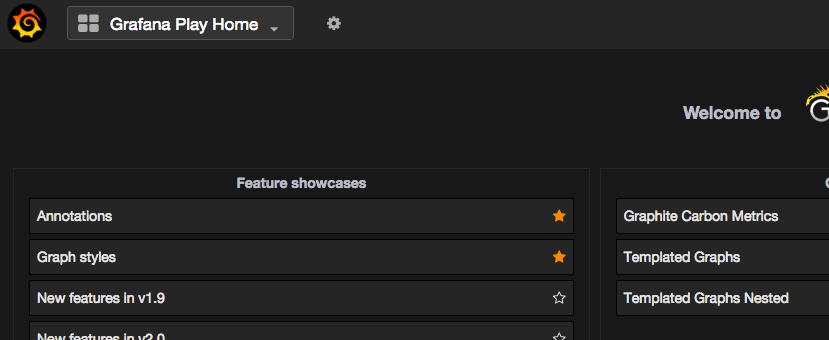 Grafana Play Home
Welcome to
Feature showcases
Annotations
Graph styles
New features in v1.9
New features in v2.0
Graphite Carbon Metrics
Templated Graphs
Templated Graphs Nested